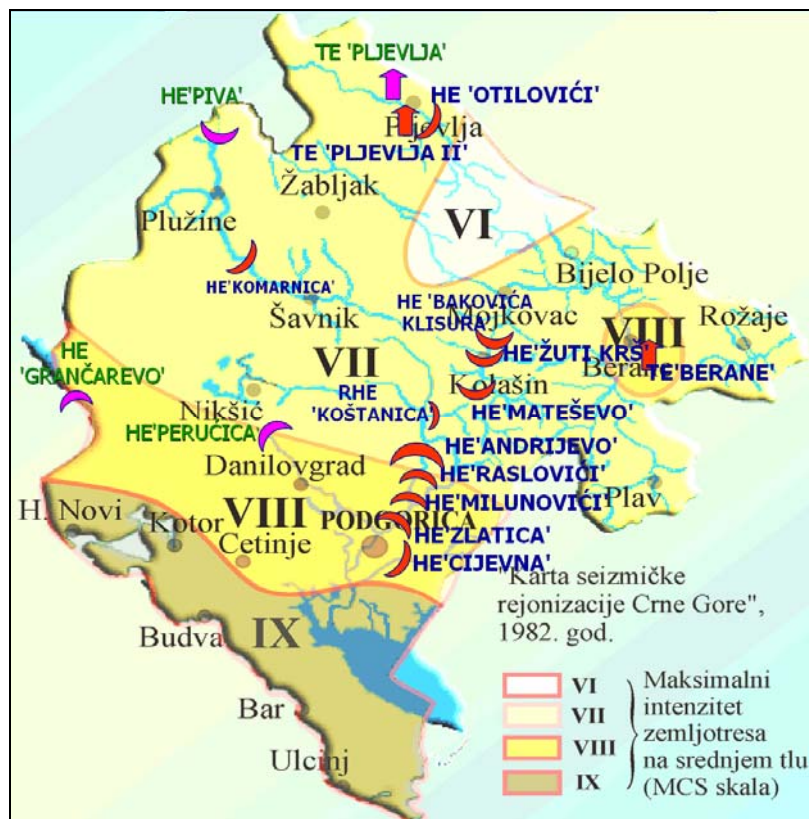 TE 'PLJEVLJA'
HE'PIVA'
HE 'OTILOVIĆI'
Pljevlja
TE 'PLJEVLJA II'
Žabljak
Plužine
VI
HE'KOMARNICA'
Bijelo Polje
Šavnik
HE 'BAKOVIĆA
KLISURA'
Mojkovac
VIII
Rožaje
HE
'GRANČAREVO'
VII
HE'ŽUTI KRŠ'
Berane
TE'BERANE'
Kolašin
RHE
'KOŠTANICA'
HE'MATEŠEVO'
Nikšić
HE'PERUĆICA'
HE'ANDRIJEVO'
Danilovgrad
HE'RASLOVIĆI'
Plav
HE'MILUNOVIĆI'
H. Novi
Kotor
VIII
PODGORICA
HE'ZLATICA'
Cetinje
HE'CIJEVNA'
"Karta seizmičke
rejonizacije Crne Gore",
1982. god.
Budva
IX
Bar
Ulcinj
VI
VII
VIII
IX
Maksimalni
intenzitet
zemljotresa
na srednjem tlu
(MCS skala)